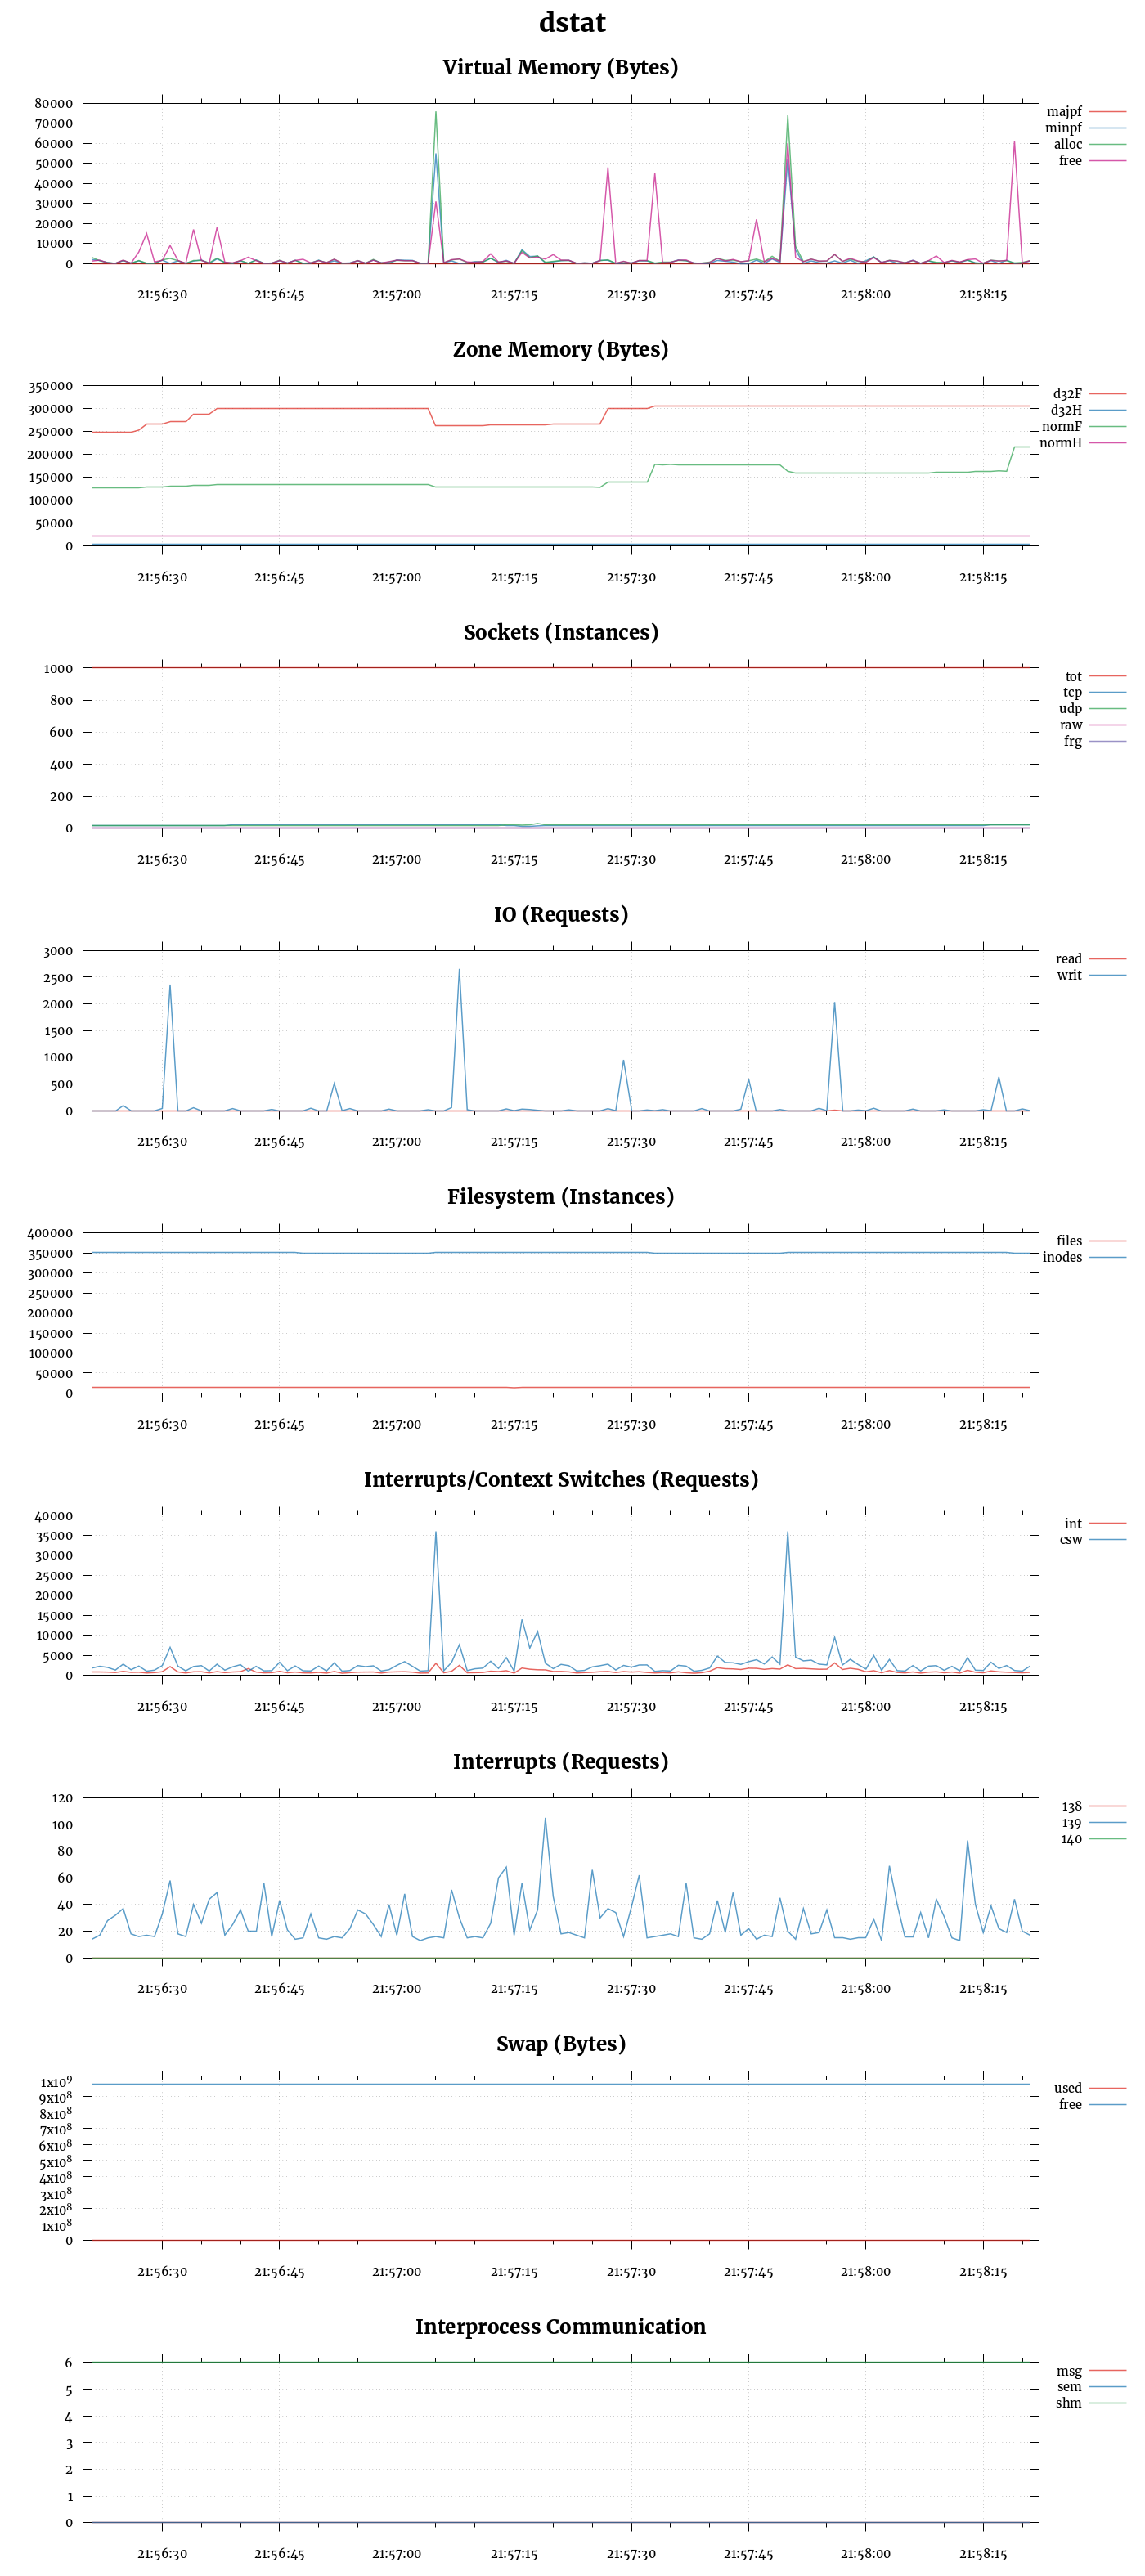 dstat
Virtual Memory (Bytes)
80000
70000
60000
50000
40000
30000
20000
10000
0
majpf
minpf
alloc
free
21:56:30 21:56:45 21:57:00 21:57:15 21:57:30 21:57:45 21:58:00 21:58:15
Zone Memory (Bytes)
350000
300000
250000
200000
150000
100000
50000
0
d32F
d32H
normF
normH
21:56:30 21:56:45 21:57:00 21:57:15 21:57:30 21:57:45 21:58:00 21:58:15
Sockets (Instances)
1000
800
600
400
200
0
tot
tcp
udp
raw
frg
21:56:30 21:56:45 21:57:00 21:57:15 21:57:30 21:57:45 21:58:00 21:58:15
IO (Requests)
3000
2500
2000
1500
1000
500
0
read
writ
21:56:30 21:56:45 21:57:00 21:57:15 21:57:30 21:57:45 21:58:00 21:58:15
Filesystem (Instances)
400000
350000
300000
250000
200000
150000
100000
50000
0
files
inodes
21:56:30 21:56:45 21:57:00 21:57:15 21:57:30 21:57:45 21:58:00 21:58:15
Interrupts/Context Switches (Requests)
40000
35000
30000
25000
20000
15000
10000
5000
0
int
csw
21:56:30 21:56:45 21:57:00 21:57:15 21:57:30 21:57:45 21:58:00 21:58:15
Interrupts (Requests)
120
100
80
60
40
20
0
138
139
140
21:56:30 21:56:45 21:57:00 21:57:15 21:57:30 21:57:45 21:58:00 21:58:15
Swap (Bytes)
1x10⁹
9x10⁸
8x10⁸
7x10⁸
6x10⁸
5x10⁸
4x10⁸
3x10⁸
2x10⁸
1x10⁸
0
used
free
21:56:30 21:56:45 21:57:00 21:57:15 21:57:30 21:57:45 21:58:00 21:58:15
Interprocess Communication
6
5
4
3
2
1
0
msg
sem
shm
21:56:30 21:56:45 21:57:00 21:57:15 21:57:30 21:57:45 21:58:00 21:58:15